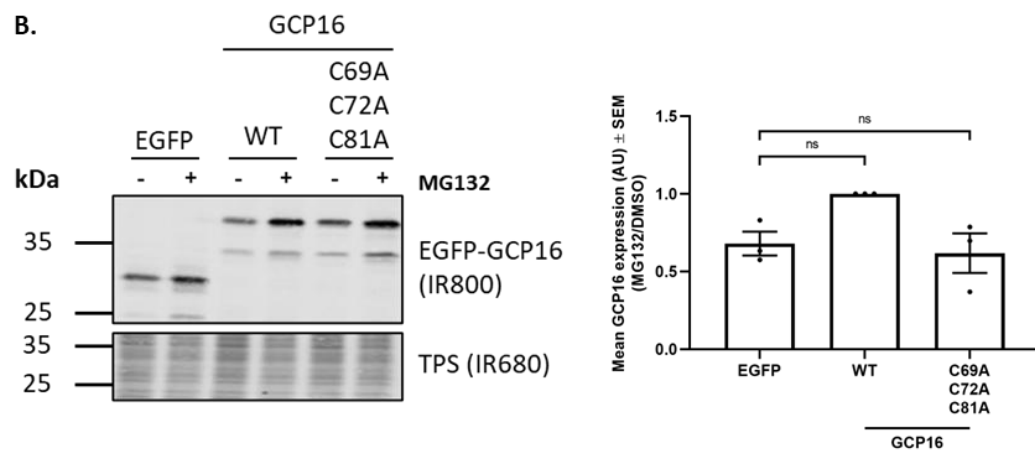 B.
GCP16
C69A
C72A
EGFP WT C81A
kDa - + - + - + MG132
35
EGFP-GCP16
(IR800)
25
35
TPS (IR680)
25
Mean GCP16 expression (AU) ± SEM
(MG132/DMSO)
1.5
1.0
0.5
0.0
ns
ns
EGFP WT C69A
C72A
C81A
GCP16